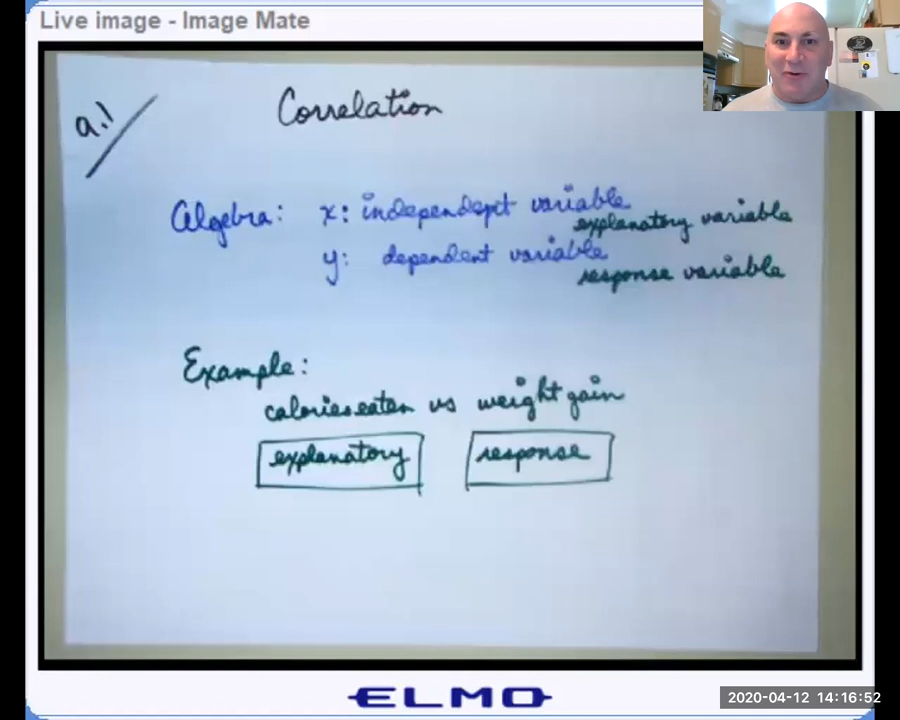 Live image - Image Mate
9.1
Correlation
Algebra: x: independent variable
explanatory variable
y: dependent variable
response variable
Example:
calories eaten vs weight gain
explanatory response
ELMO
2020-04-12 14:16:52